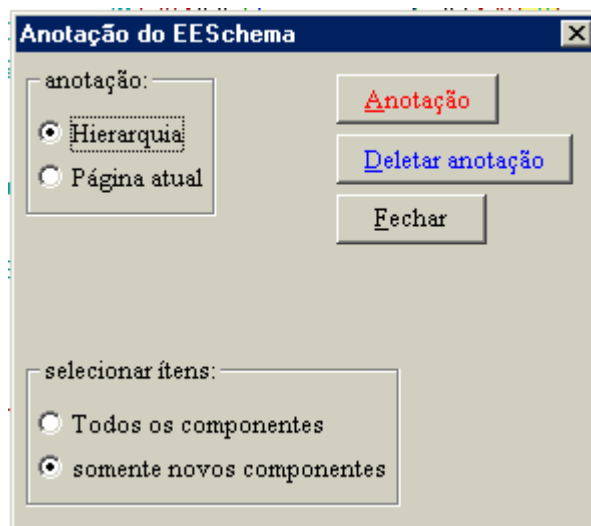 Anotação do EESchema
anotação:
Hierarquia
Página atual
Anotação
Deletar anotação
Fechar
selecionar ítens:
Todos os componentes
somente novos componentes